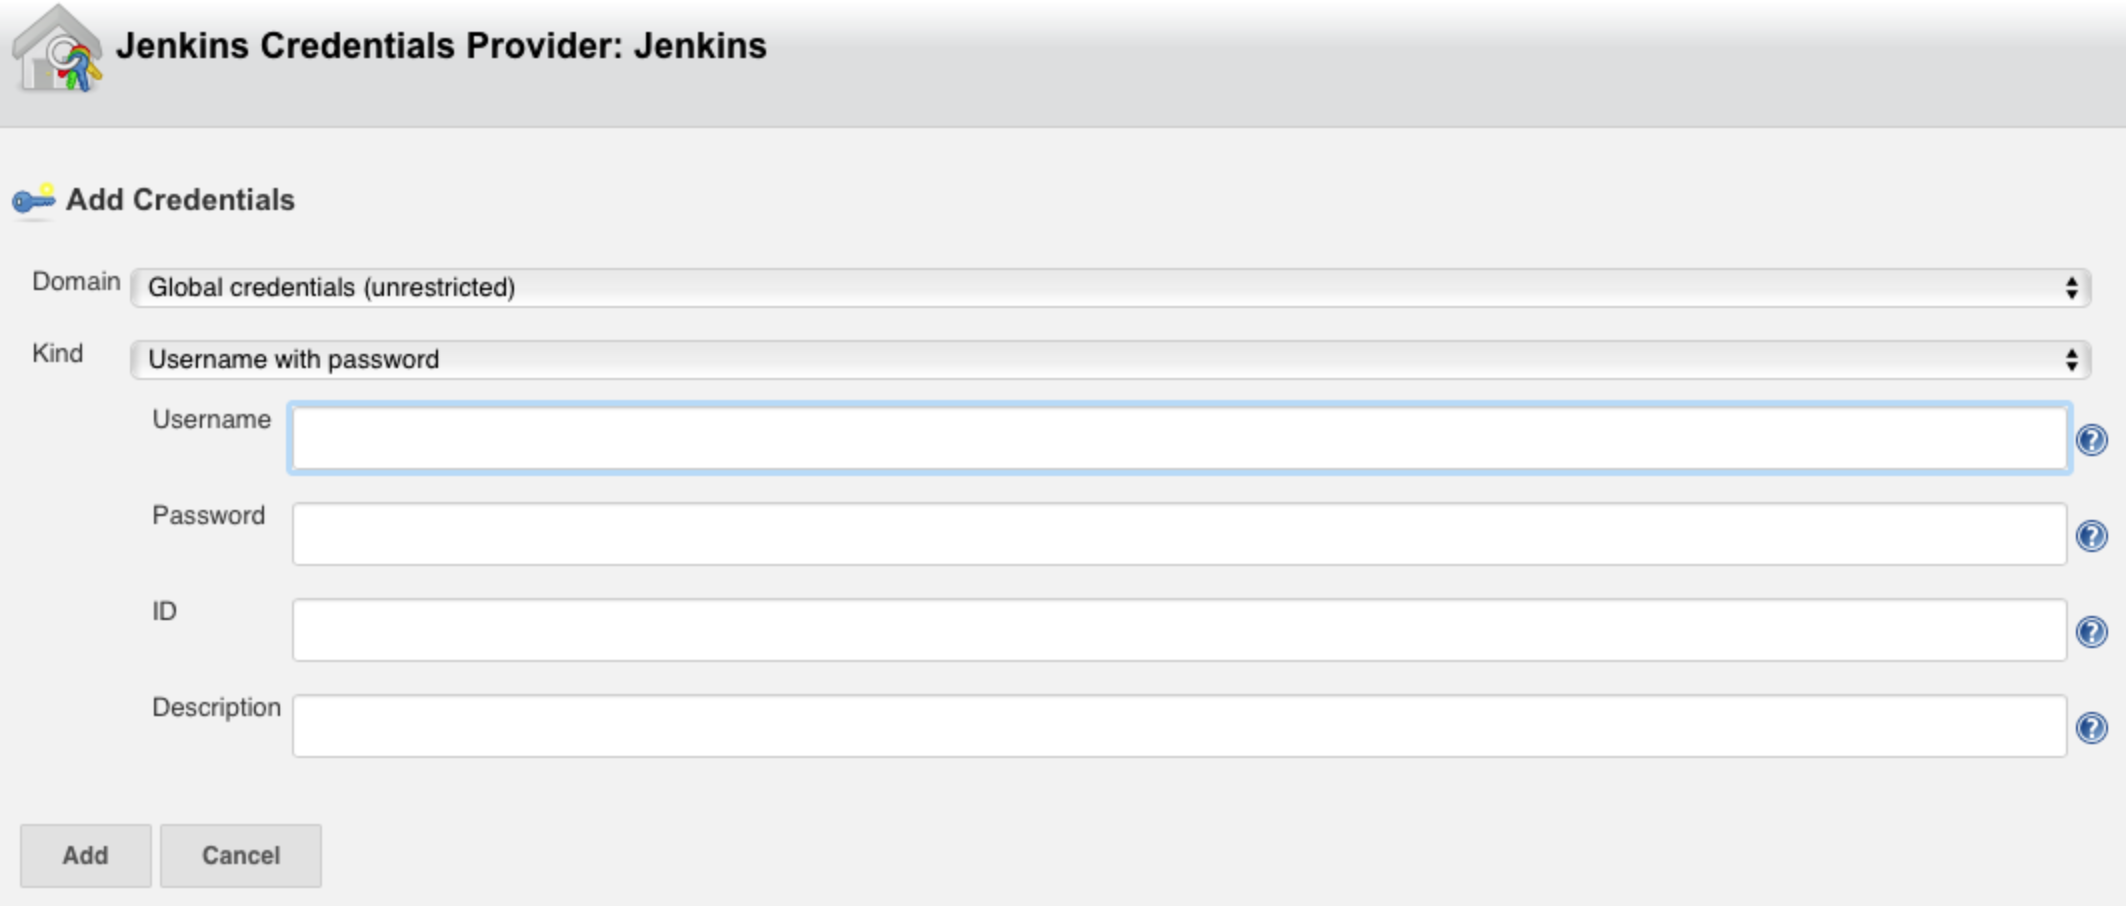 Jenkins Credentials Provider: Jenkins
Add Credentials
Domain Global credentials (unrestricted)
Kind Username with password
Username ?
Password ?
ID ?
Description ?
Add Cancel